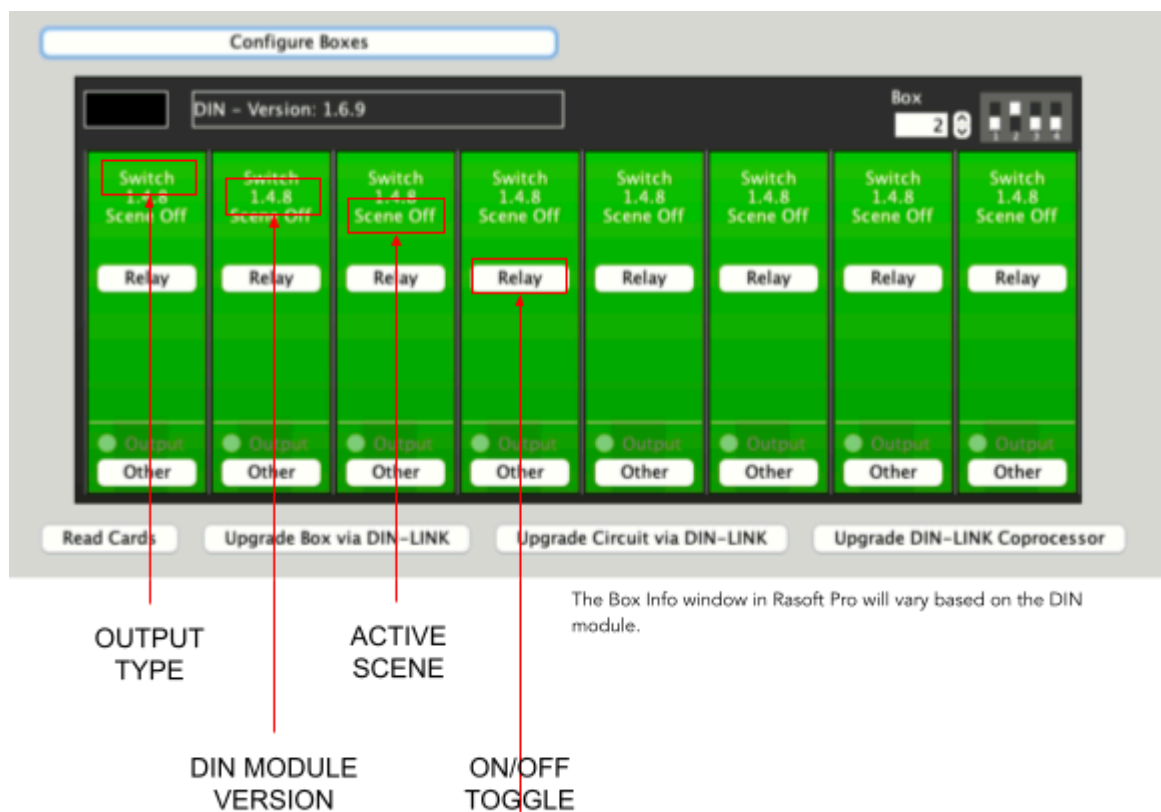 Configure Boxes
DIN - Version: 1.6.9
Box
2
1 2 3 4
Switch Switch Switch Switch Switch Switch Switch Switch
1.4.8 1.4.8 1.4.8 1.4.8 1.4.8 1.4.8 1.4.8 1.4.8
Scene Off Scene Off Scene Off Scene Off Scene Off Scene Off Scene Off Scene Off
Relay Relay Relay Relay Relay Relay Relay Relay
Output Output Output Output Output Output Output Output
Other Other Other Other Other Other Other Other
Read Cards Upgrade Box via DIN-LINK Upgrade Circuit via DIN-LINK Upgrade DIN-LINK Coprocessor
The Box Info window in Rasoft Pro will vary based on the DIN
module.
OUTPUT
TYPE
ACTIVE
SCENE
DIN MODULE
VERSION
ON/OFF
TOGGLE